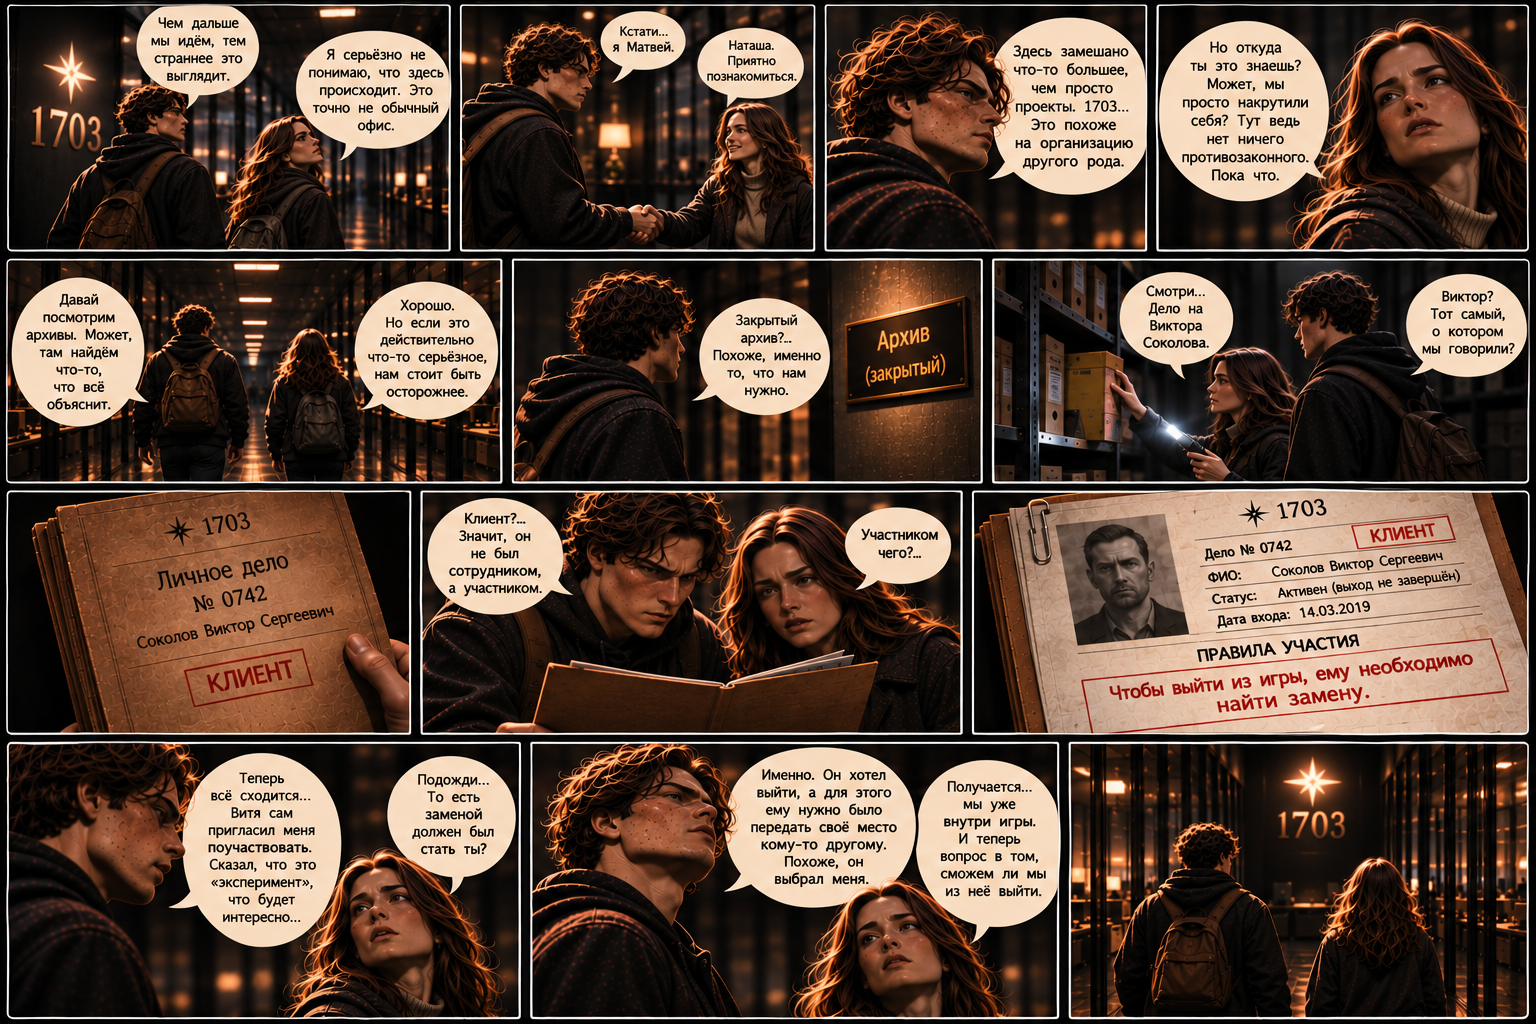 Чем дальше
мы идём, тем
страннее это
выглядит.
Я серьёзно не
понимаю, что здесь
происходит. Это
точно не обычный
офис.
1703
Кстати...
я Матвей.
Наташа.
Приятно
познакомиться.
Здесь замешано
что-то большее,
чем просто
проекты. 1703...
Это похоже
на организацию
другого рода.
Но откуда
ты это знаешь?
Может, мы
просто накрутили
себя? Тут ведь
нет ничего
противозаконного.
Пока что.
Давай
посмотрим
архивы. Может,
там найдём
что-то,
что всё
объяснит.
Хорошо.
Но если это
действительно
что-то серьёзное,
нам стоит быть
осторожнее.
Закрытый
архив?..
Похоже, именно
то, что нам
нужно.
Архив
(закрытый)
Смотри...
Дело на
Виктора
Соколова.
Виктор?
Тот самый,
о котором
мы говорили?
1703
Личное дело
№ 0742
Соколов Виктор Сергеевич
КЛИЕНТ
Клиент?...
Значит, он
не был
сотрудником,
а участником.
Участником
чего?...
1703
КЛИЕНТ
Дело № 0742
ФИО: Соколов Виктор Сергеевич
Статус: Активен (выход не завершён)
Дата входа: 14.03.2019
ПРАВИЛА УЧАСТИЯ
Чтобы выйти из игры, ему необходимо
найти замену.
Теперь
всё сходится...
Витя сам
пригласил меня
поучаствовать.
Сказал, что это
«эксперимент»,
что будет
интересно...
Подожди...
То есть
заменой
должен был
стать ты?
Именно. Он хотел
выйти, а для этого
ему нужно было
передать своё место
кому-то другому.
Похоже, он
выбрал меня.
Получается...
мы уже
внутри игры.
И теперь
вопрос в том,
сможем ли мы
из неё выйти.
1703